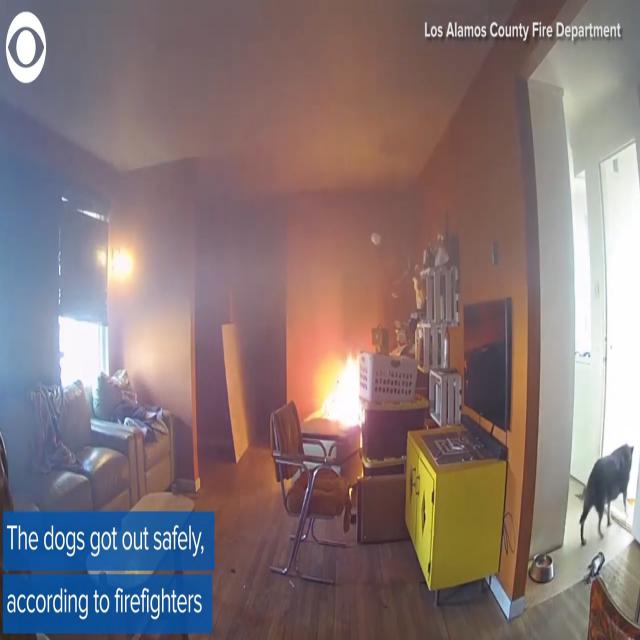 Los Alamos County Fire Department
The dogs got out safely,
according to firefighters